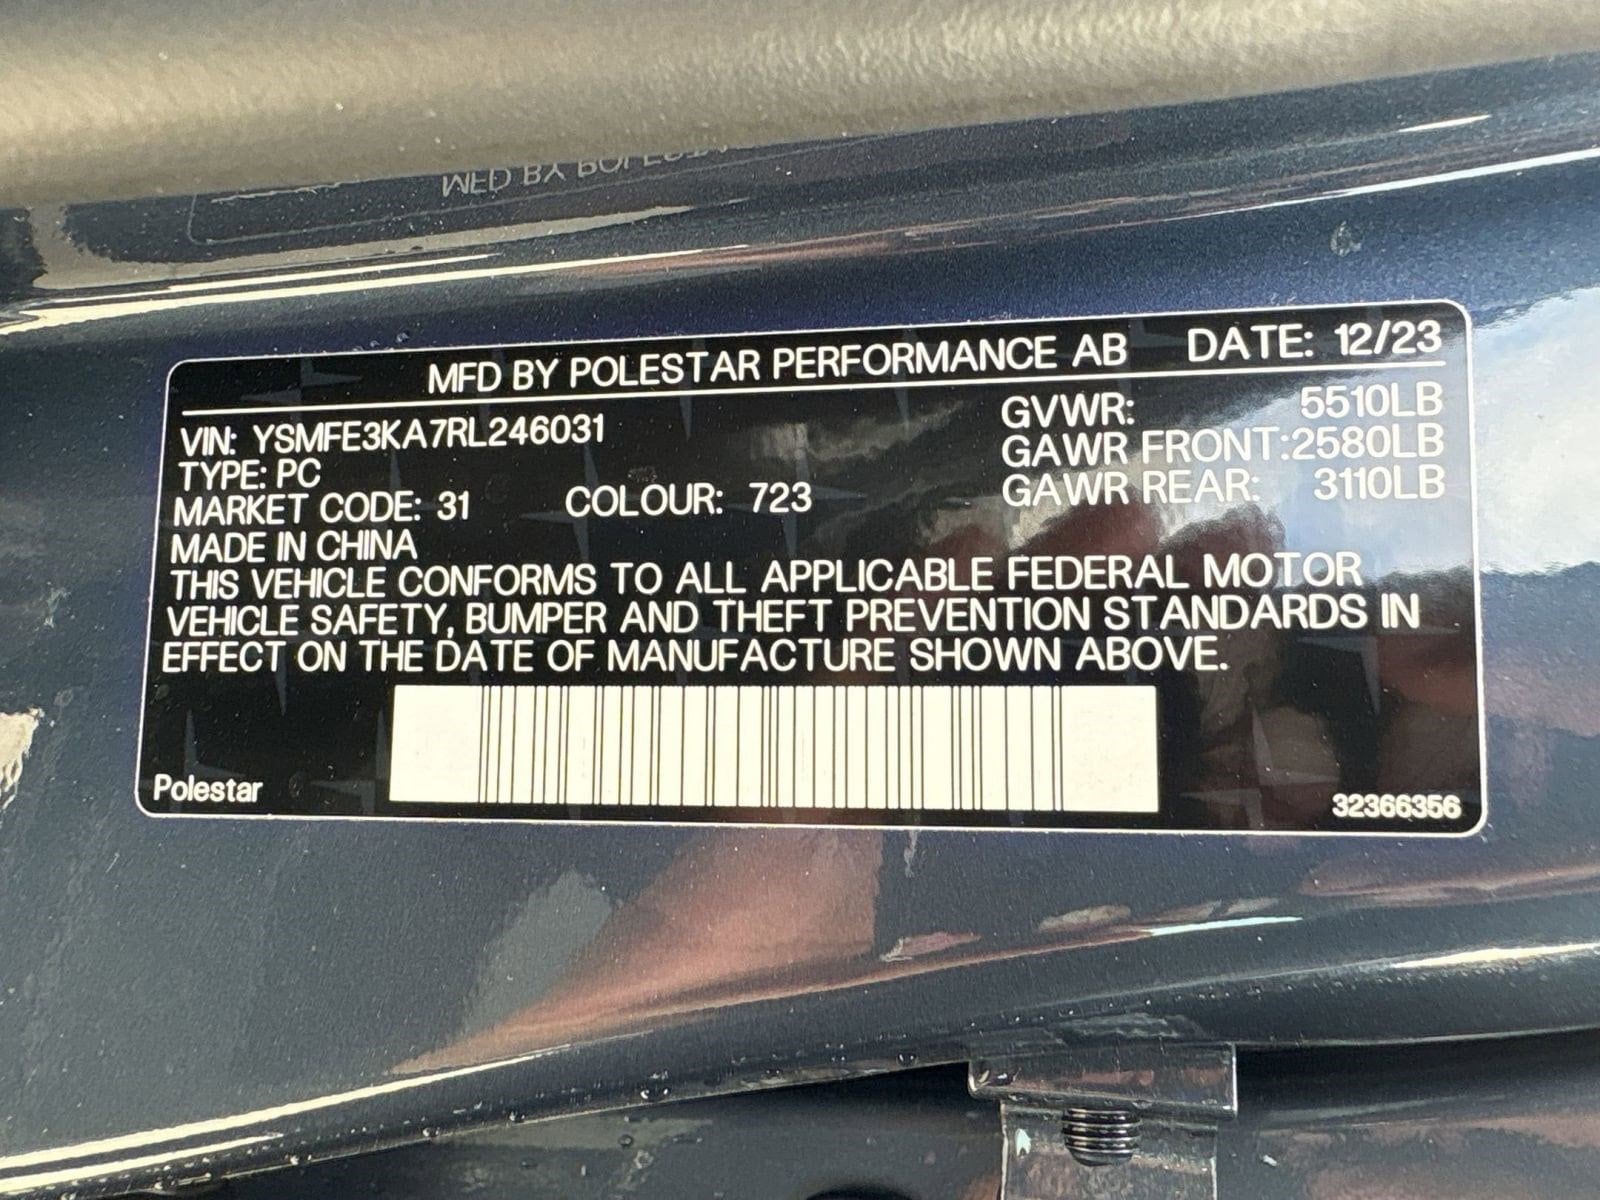 MFD BY POLESTAR PERFORMANCE AB DATE: 12/23
VIN: YSMFE3KA7RL246031
GVWR: 5510LB
TYPE: PC
GAWR FRONT:2580LB
MARKET CODE: 31 COLOUR: 723
GAWR REAR: 3110LB
MADE IN CHINA
THIS VEHICLE CONFORMS TO ALL APPLICABLE FEDERAL MOTOR
VEHICLE SAFETY, BUMPER AND THEFT PREVENTION STANDARDS IN
EFFECT ON THE DATE OF MANUFACTURE SHOWN ABOVE.
Polestar
32366356